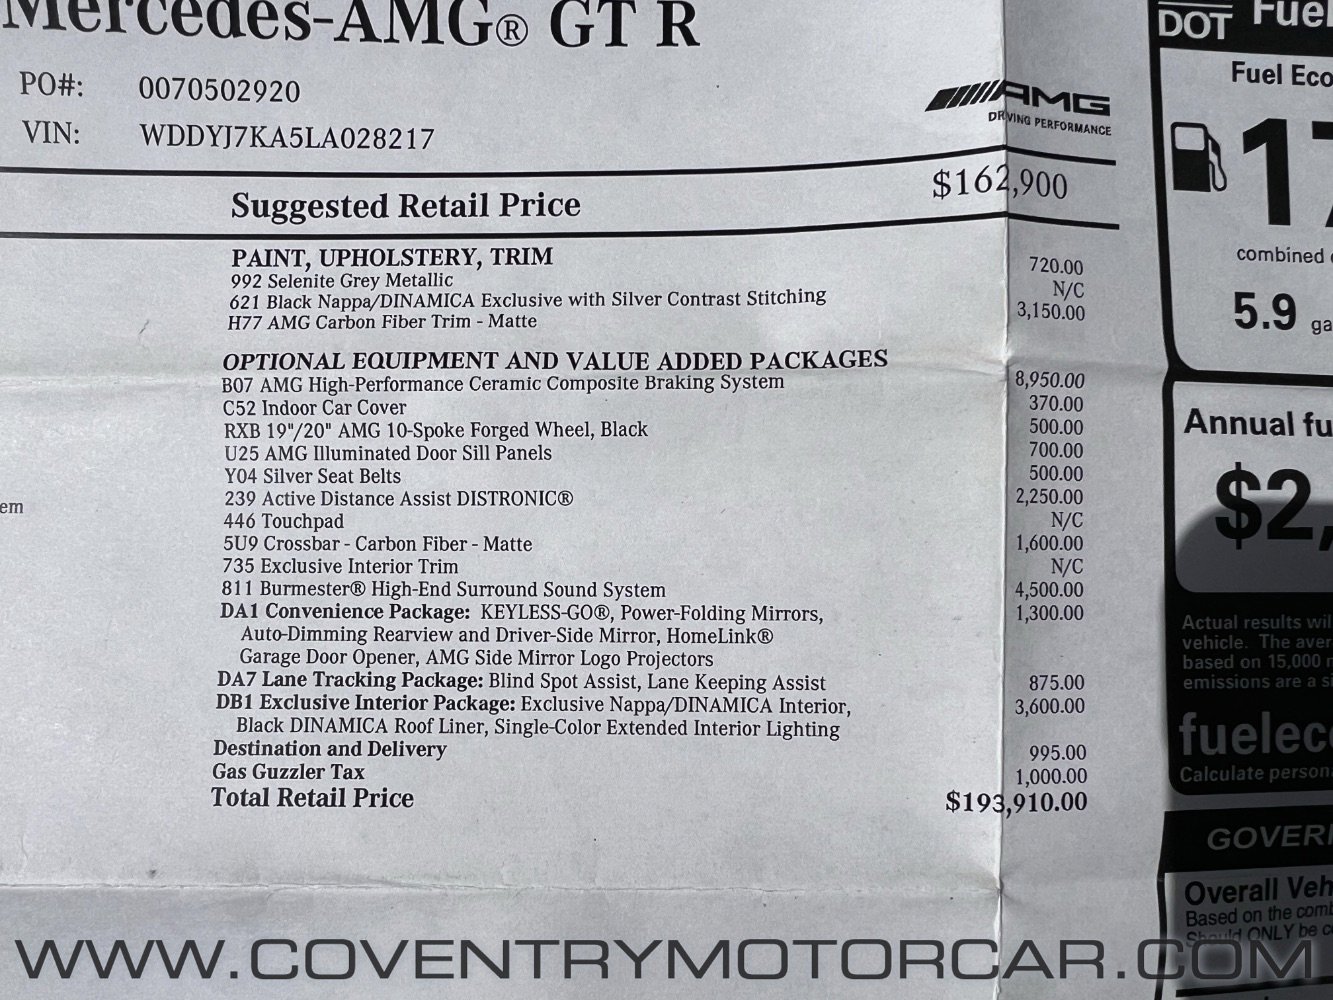 Mercedes-AMG® GT R
PO#: 0070502920
VIN: WDDYJ7KA5LA028217
AMG
DRIVING PERFORMANCE
Suggested Retail Price $162,900
PAINT, UPHOLSTERY, TRIM
992 Selenite Grey Metallic 720.00
621 Black Nappa/DINAMICA Exclusive with Silver Contrast Stitching N/C
H77 AMG Carbon Fiber Trim - Matte 3,150.00
OPTIONAL EQUIPMENT AND VALUE ADDED PACKAGES
B07 AMG High-Performance Ceramic Composite Braking System 8,950.00
C52 Indoor Car Cover 370.00
RXB 19"/20" AMG 10-Spoke Forged Wheel, Black 500.00
U25 AMG Illuminated Door Sill Panels 700.00
Y04 Silver Seat Belts 500.00
239 Active Distance Assist DISTRONIC® 2,250.00
em
446 Touchpad N/C
5U9 Crossbar - Carbon Fiber - Matte 1,600.00
735 Exclusive Interior Trim N/C
811 Burmester® High-End Surround Sound System 4,500.00
DA1 Convenience Package: KEYLESS-GO®, Power-Folding Mirrors, 1,300.00
Auto-Dimming Rearview and Driver-Side Mirror, HomeLink®
Garage Door Opener, AMG Side Mirror Logo Projectors
DA7 Lane Tracking Package: Blind Spot Assist, Lane Keeping Assist 875.00
DB1 Exclusive Interior Package: Exclusive Nappa/DINAMICA Interior, 3,600.00
Black DINAMICA Roof Liner, Single-Color Extended Interior Lighting
Destination and Delivery 995.00
Gas Guzzler Tax 1,000.00
Total Retail Price $193,910.00
DOT Fuel
Fuel Eco
17
combined
5.9 ga
Annual fu
$2,
Actual results wil
vehicle. The aver
based on 15,000
emissions are a
fuelec
Calculate person
GOVER
Overall Veh
Based on the comb
Should ONLY be c
WWW.COVENTRYMOTORCAR.COM